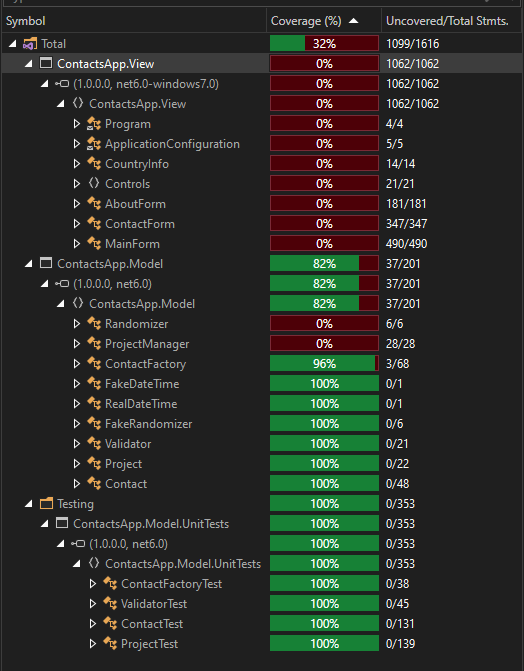 Symbol Coverage (%) Uncovered/Total Stmts.
Total 32% 1099/1616
ContactsApp.View 0% 1062/1062
(1.0.0.0, net6.0-windows7.0) 0% 1062/1062
ContactsApp.View 0% 1062/1062
Program 0% 4/4
ApplicationConfiguration 0% 5/5
CountryInfo 0% 14/14
Controls 0% 21/21
AboutForm 0% 181/181
ContactForm 0% 347/347
MainForm 0% 490/490
ContactsApp.Model 82% 37/201
(1.0.0.0, net6.0) 82% 37/201
ContactsApp.Model 82% 37/201
Randomizer 0% 6/6
ProjectManager 0% 28/28
ContactFactory 96% 3/68
FakeDateTime 100% 0/1
RealDateTime 100% 0/1
FakeRandomizer 100% 0/6
Validator 100% 0/21
Project 100% 0/22
Contact 100% 0/48
Testing 100% 0/353
ContactsApp.Model.UnitTests 100% 0/353
(1.0.0.0, net6.0) 100% 0/353
ContactsApp.Model.UnitTests 100% 0/353
ContactFactoryTest 100% 0/38
ValidatorTest 100% 0/45
ContactTest 100% 0/131
ProjectTest 100% 0/139